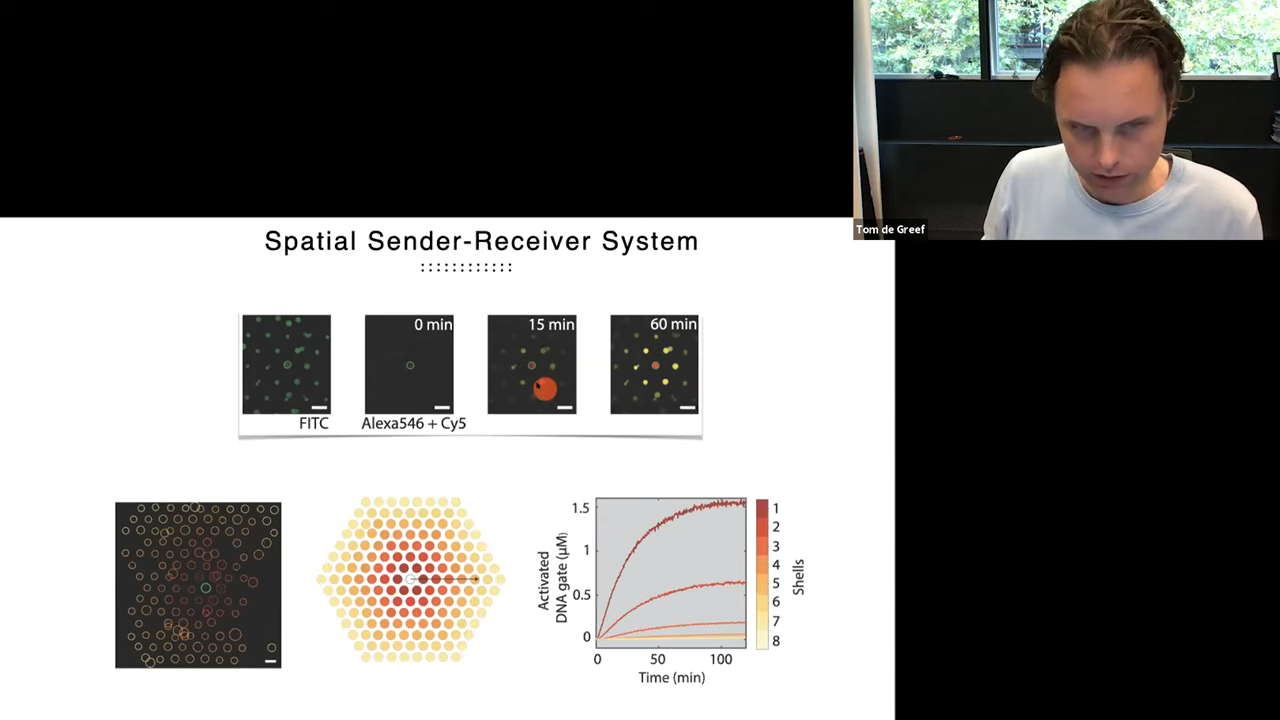 Tom de Greef
Spatial Sender-Receiver System
0 min
15 min
60 min
FITC
Alexa546 + Cy5
Activated
DNA gate (µM)
1.5
1
0.5
0
0
50
100
Time (min)
1
2
3
4
5
6
7
8
Shells